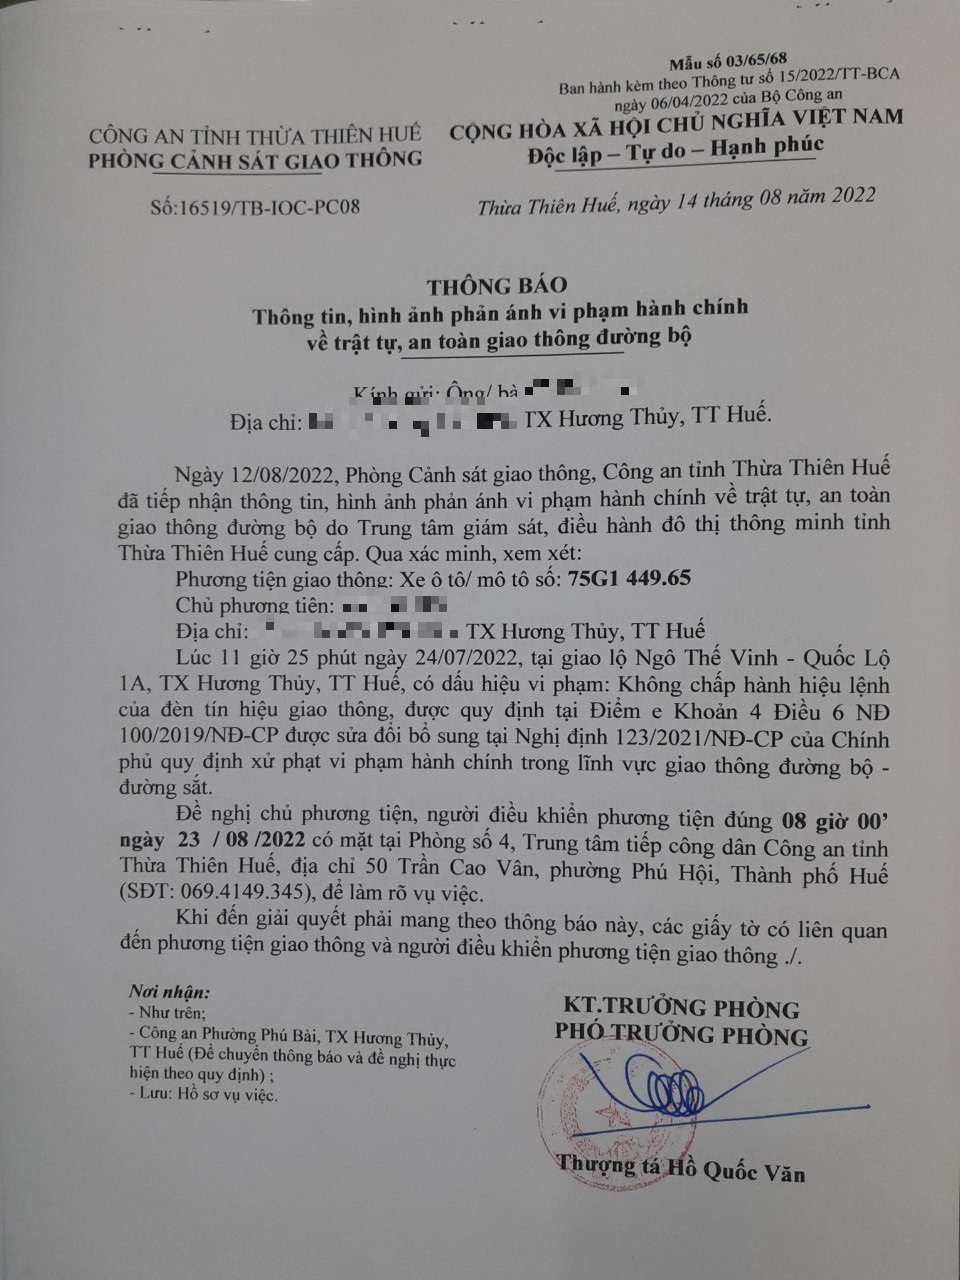 Mẫu số 03/65/68
Ban hành kèm theo Thông tư số 15/2022/TT-BCA
ngày 06/04/2022 của Bộ Công an
CÔNG AN TỈNH THỪA THIÊN HUẾ
PHÒNG CẢNH SÁT GIAO THÔNG
CỘNG HÒA XÃ HỘI CHỦ NGHĨA VIỆT NAM
Độc lập – Tự do – Hạnh phúc
Số:16519/TB-IOC-PC08
Thừa Thiên Huế, ngày 14 tháng 08 năm 2022
THÔNG BÁO
Thông tin, hình ảnh phản ánh vi phạm hành chính
về trật tự, an toàn giao thông đường bộ
Kính gửi: Ông/ bà
Địa chỉ: TX Hương Thủy, TT Huế.
Ngày 12/08/2022, Phòng Cảnh sát giao thông, Công an tỉnh Thừa Thiên Huế
đã tiếp nhận thông tin, hình ảnh phản ánh vi phạm hành chính về trật tự, an toàn
giao thông đường bộ do Trung tâm giám sát, điều hành đô thị thông minh tỉnh
Thừa Thiên Huế cung cấp. Qua xác minh, xem xét:
Phương tiện giao thông: Xe ô tô/ mô tô số: 75G1 449.65
Chủ phương tiện:
Địa chỉ: TX Hương Thủy, TT Huế
Lúc 11 giờ 25 phút ngày 24/07/2022, tại giao lộ Ngô Thế Vinh - Quốc Lộ
1A, TX Hương Thủy, TT Huế, có dấu hiệu vi phạm: Không chấp hành hiệu lệnh
của đèn tín hiệu giao thông, được quy định tại Điểm e Khoản 4 Điều 6 NĐ
100/2019/NĐ-CP được sửa đổi bổ sung tại Nghị định 123/2021/NĐ-CP của Chính
phủ quy định xử phạt vi phạm hành chính trong lĩnh vực giao thông đường bộ -
đường sắt.
Đề nghị chủ phương tiện, người điều khiển phương tiện đúng 08 giờ 00’
ngày 23 / 08 /2022 có mặt tại Phòng số 4, Trung tâm tiếp công dân Công an tỉnh
Thừa Thiên Huế, địa chỉ 50 Trần Cao Vân, phường Phú Hội, Thành phố Huế
(SĐT: 069.4149.345), để làm rõ vụ việc.
Khi đến giải quyết phải mang theo thông báo này, các giấy tờ có liên quan
đến phương tiện giao thông và người điều khiển phương tiện giao thông ./.
Nơi nhận:
- Như trên;
- Công an Phường Phú Bài, TX Hương Thủy,
TT Huế (Để chuyển thông báo và đề nghị thực
hiện theo quy định) ;
- Lưu: Hồ sơ vụ việc.
KT.TRƯỞNG PHÒNG
PHÓ TRƯỞNG PHÒNG
Thượng tá Hồ Quốc Văn